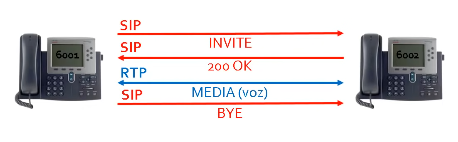 SIP
INVITE
6001
6002
SIP
200 OK
RTP
MEDIA (voz)
SIP
BYE